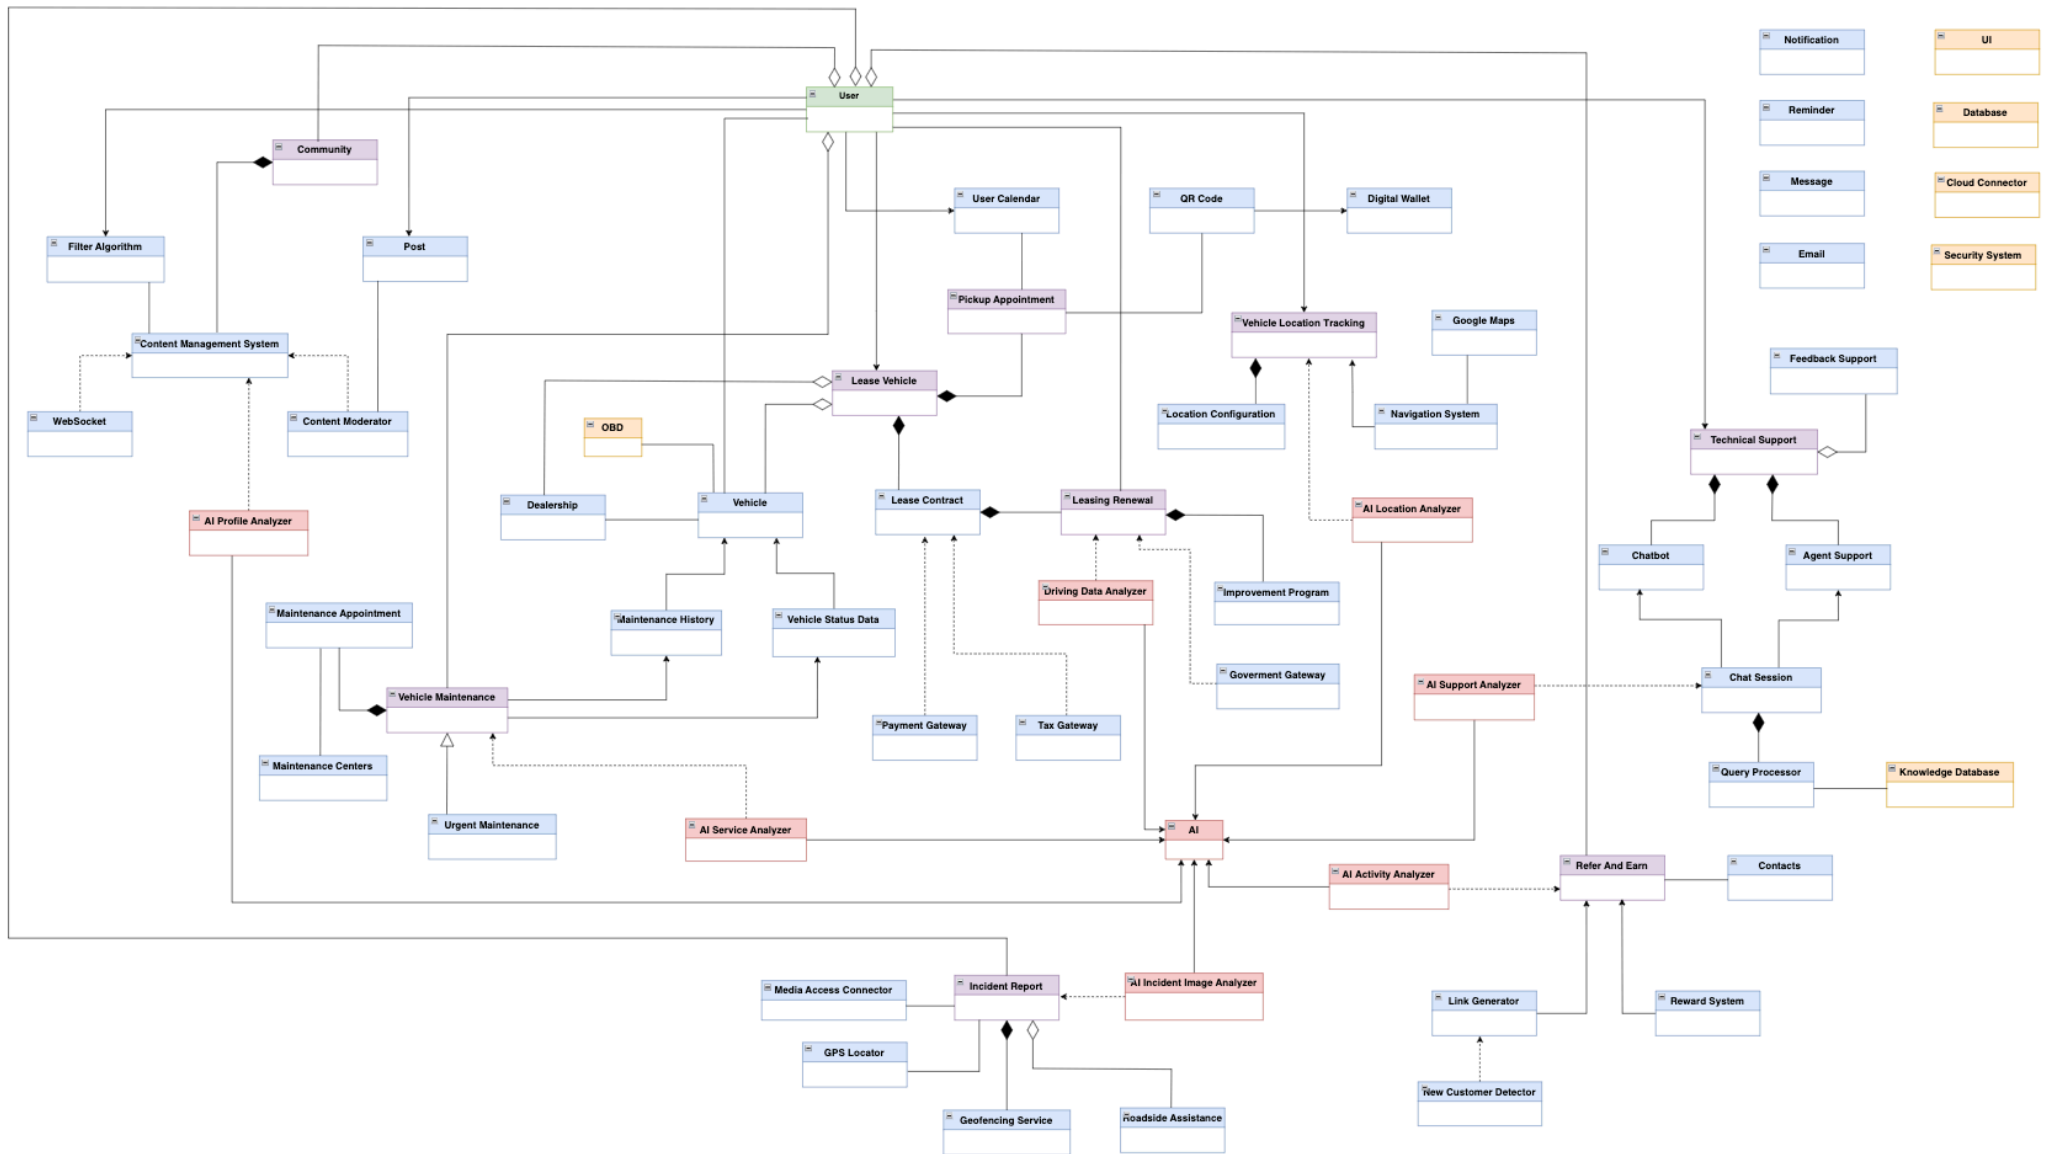 Notification
UI
User
Reminder
Database
Community
Message
Cloud Connector
User Calendar
QR Code
Digital Wallet
Filter Algorithm
Post
Email
Security System
Pickup Appointment
Vehicle Location Tracking
Google Maps
Content Management System
Feedback Support
Lease Vehicle
WebSocket
Content Moderator
OBD
Location Configuration
Navigation System
Technical Support
Dealership
Vehicle
Lease Contract
Leasing Renewal
AI Location Analyzer
AI Profile Analyzer
Chatbot
Agent Support
Driving Data Analyzer
Improvement Program
Maintenance Appointment
Maintenance History
Vehicle Status Data
Goverment Gateway
AI Support Analyzer
Chat Session
Vehicle Maintenance
Payment Gateway
Tax Gateway
Maintenance Centers
Query Processor
Knowledge Database
Urgent Maintenance
AI Service Analyzer
AI
AI Activity Analyzer
Refer And Earn
Contacts
Media Access Connector
Incident Report
AI Incident Image Analyzer
Link Generator
Reward System
GPS Locator
New Customer Detector
Geofencing Service
Roadside Assistance